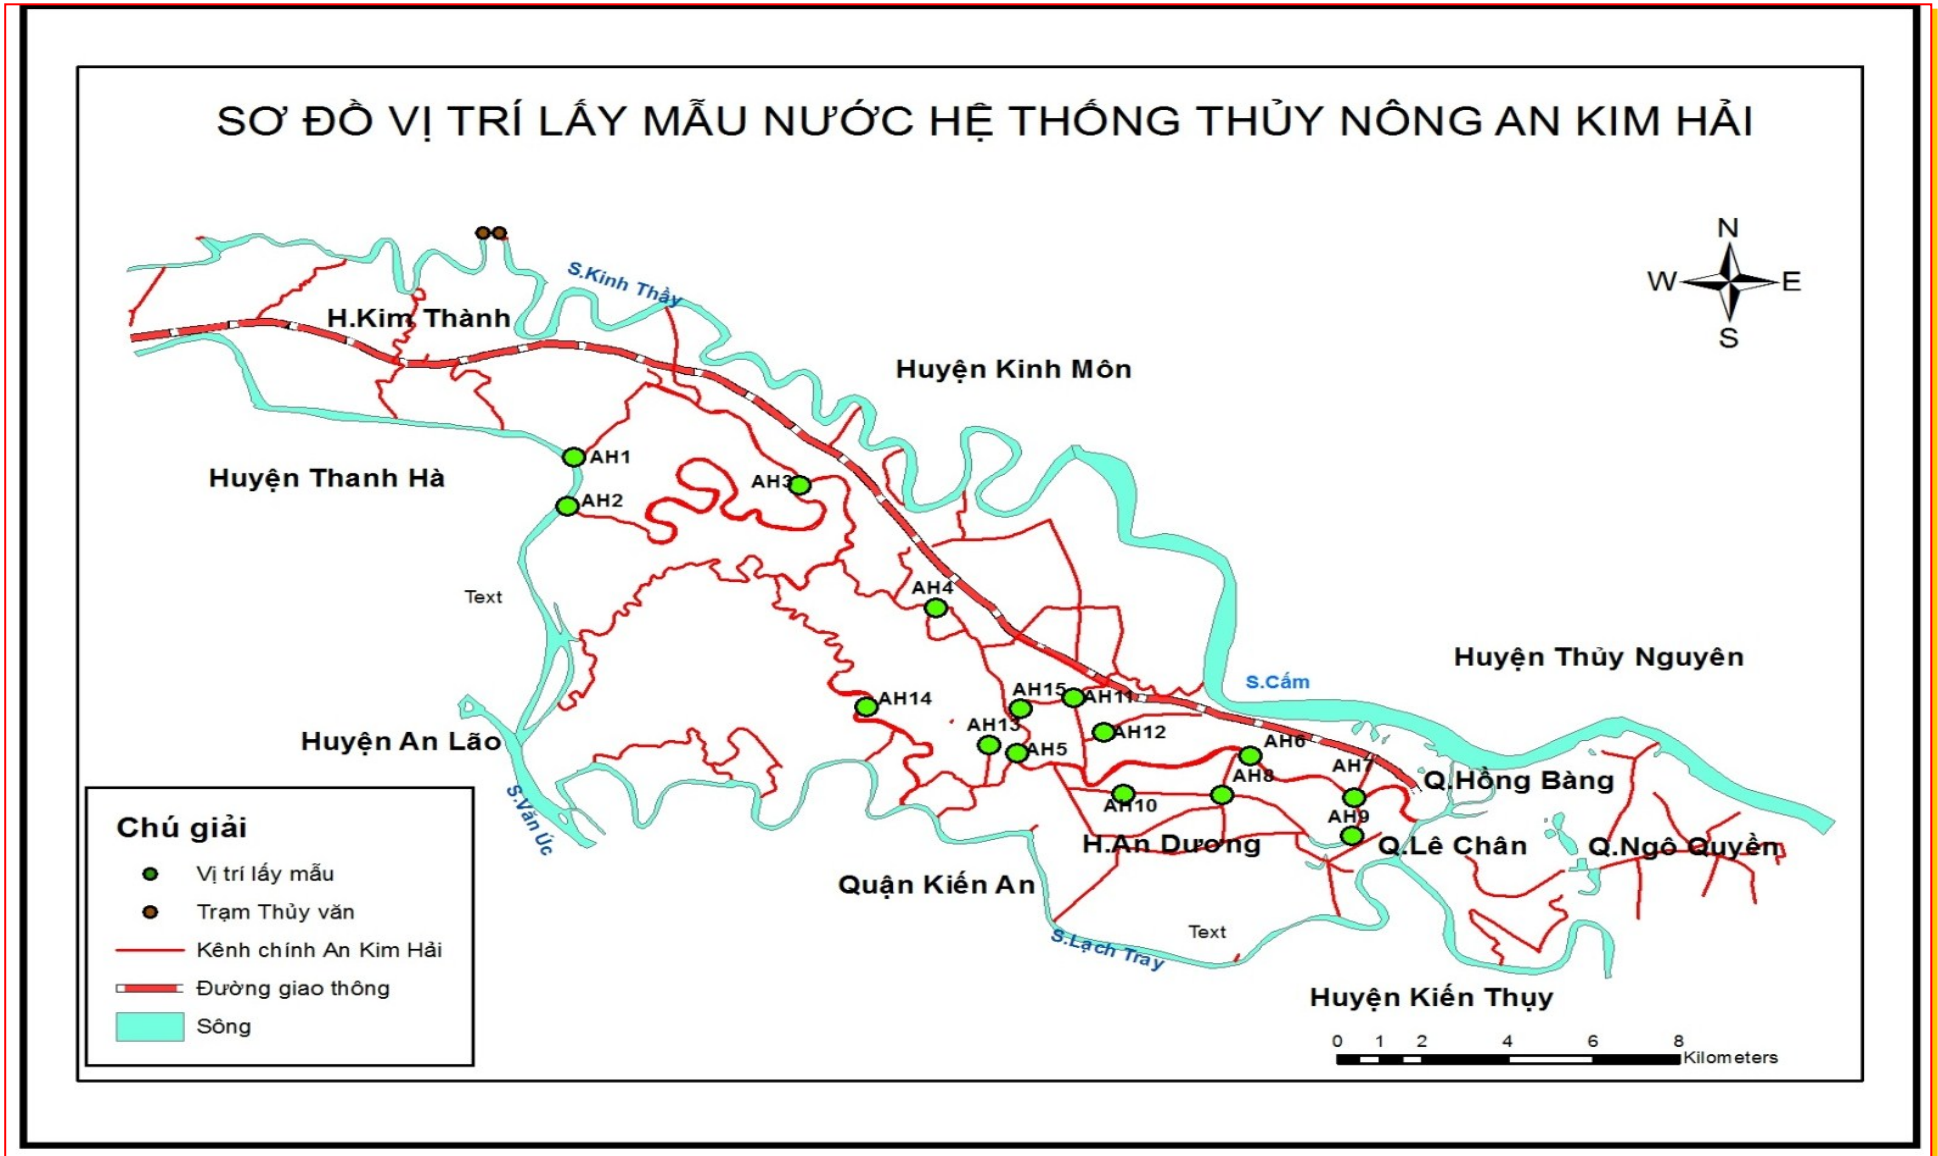 SƠ ĐỒ VỊ TRÍ LẤY MẪU NƯỚC HỆ THỐNG THỦY NÔNG AN KIM HẢI
N
W
E
S
S.Kinh Thầy
H.Kim Thành
Huyện Kinh Môn
AH1
Huyện Thanh Hà
AH3
AH2
Text
AH4
Huyện Thủy Nguyên
S.Cấm
AH15
AH11
AH14
AH13
AH12
Huyện An Lão
AH5
AH6
AH7
AH8
Q.Hồng Bàng
S.Văn Úc
AH10
AH9
H.An Dương
Q.Lê Chân
Q.Ngô Quyền
Quận Kiến An
Text
S.Lạch Tray
Huyện Kiến Thụy
Chú giải
Vị trí lấy mẫu
Trạm Thủy văn
Kênh chính An Kim Hải
Đường giao thông
Sông
0 1 2 4 6 8
Kilometers